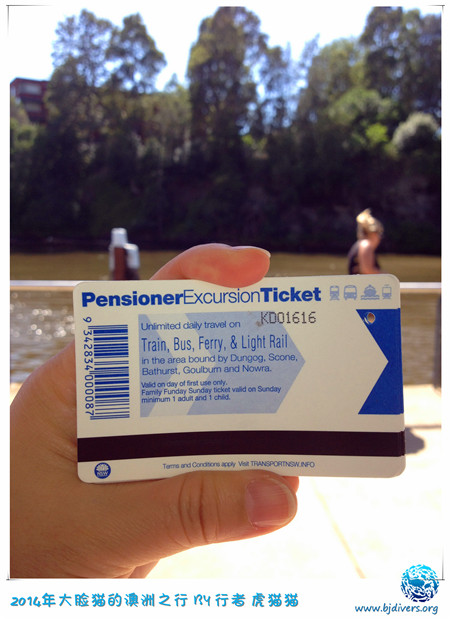 PensionerExcursionTicket
KD01616
Unlimited daily travel on
Train, Bus, Ferry, & Light Rail
in the area bound by Dungog, Scone,
Bathurst, Goulburn and Nowra.
Valid on day of first use only.
Family Funday Sunday ticket valid on Sunday
minimum 1 adult and 1 child.
9 342834 000087
NSW
Terms and Conditions apply Visit TRANSPORTNSW.INFO
2014年大脸猫的澳洲之行 BY 行者 虎猫猫
www.bjdivers.org